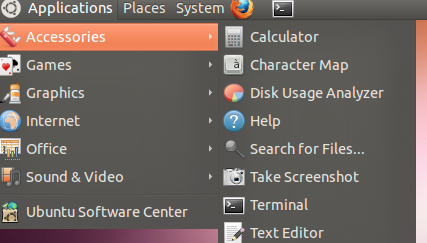 Applications Places System
Accessories
Games
Graphics
Internet
Office
Sound & Video
Ubuntu Software Center
Calculator
Character Map
Disk Usage Analyzer
Help
Search for Files...
Take Screenshot
Terminal
Text Editor